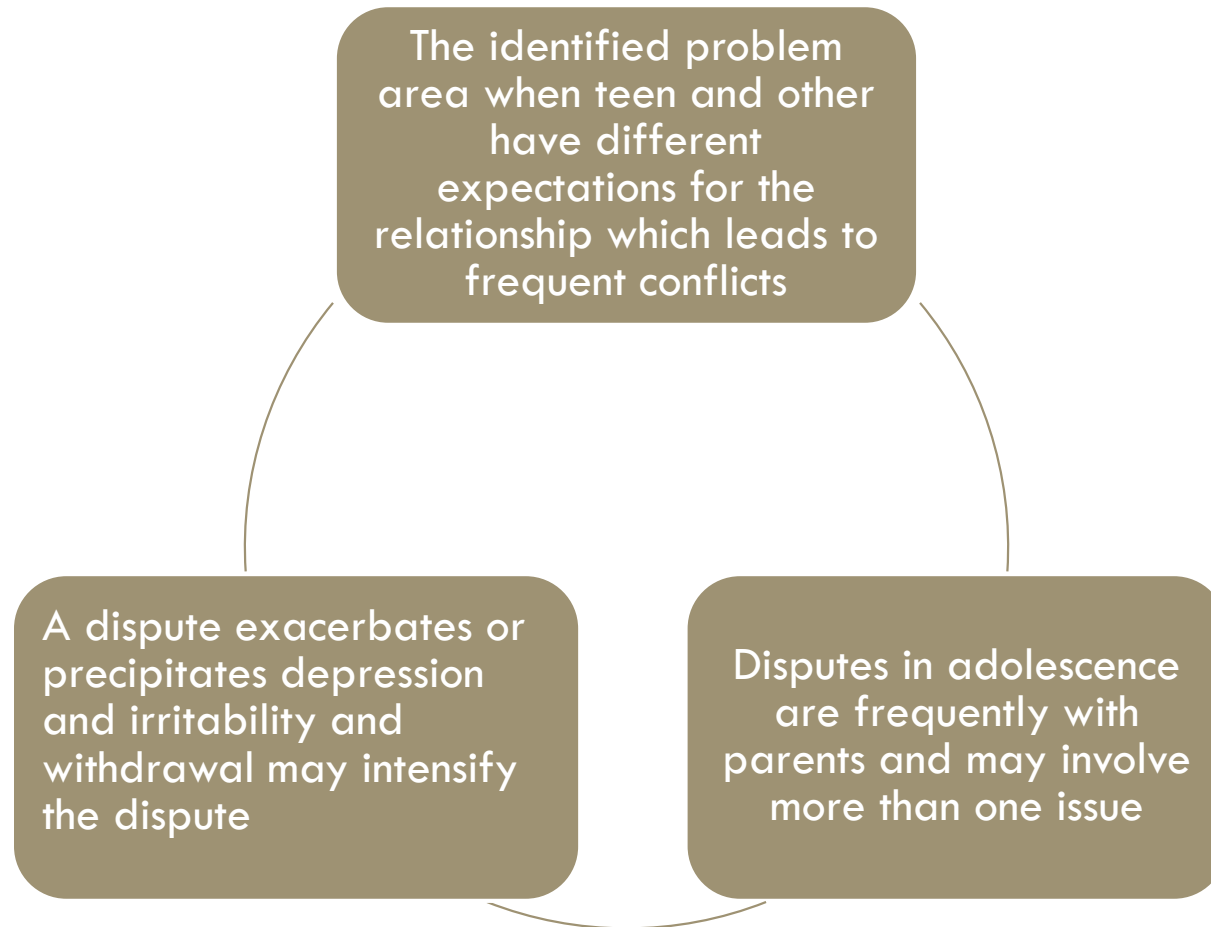 The identified problem
area when teen and other
have different
expectations for the
relationship which leads to
frequent conflicts
Disputes in adolescence
are frequently with
parents and may involve
more than one issue
A dispute exacerbates or
precipitates depression
and irritability and
withdrawal may intensify
the dispute